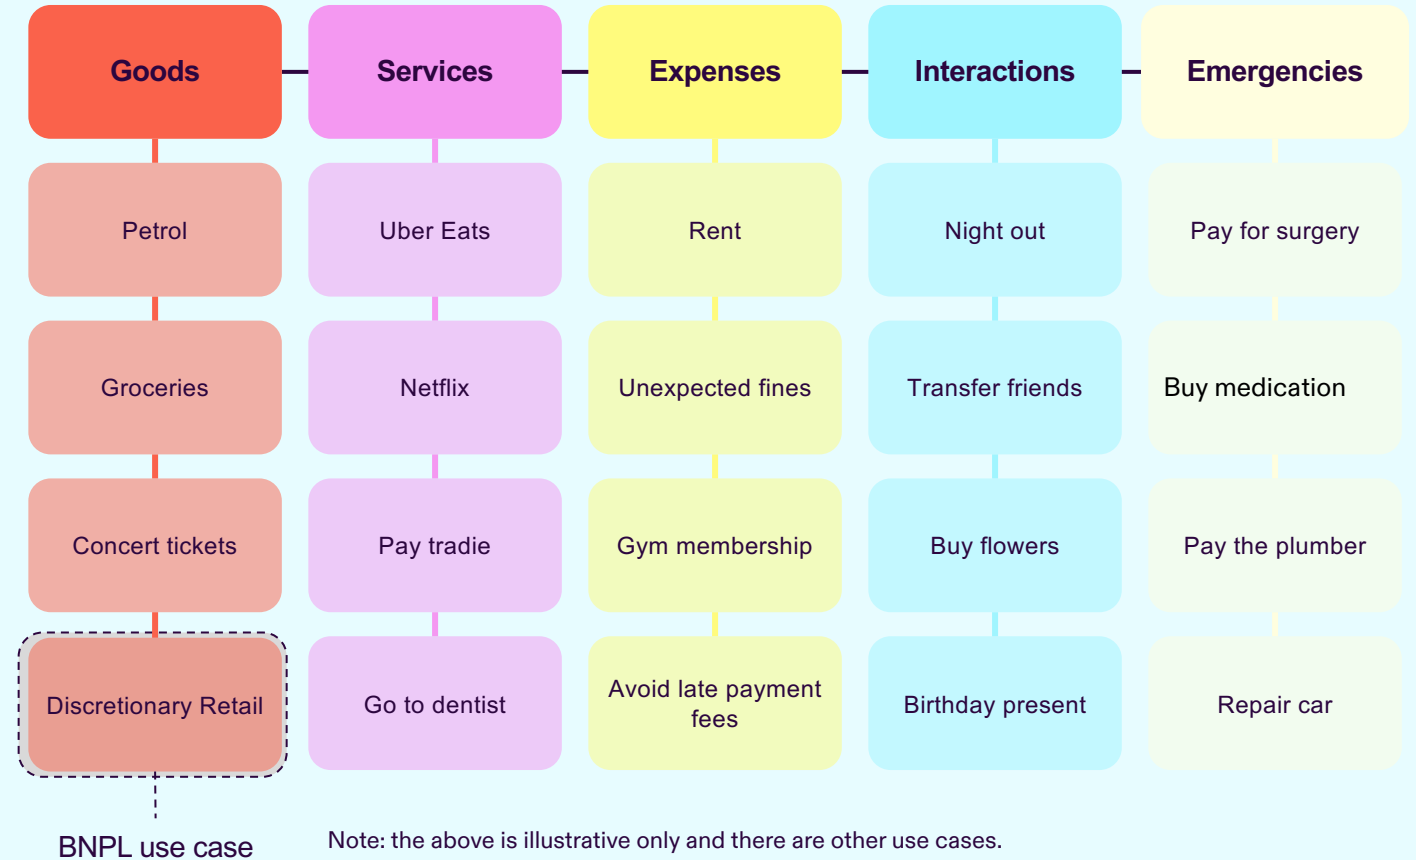 Goods
Services
Expenses
Interactions
Emergencies
Petrol
Uber Eats
Rent
Night out
Pay for surgery
Groceries
Netflix
Unexpected fines
Transfer friends
Buy medication
Concert tickets
Pay tradie
Gym membership
Buy flowers
Pay the plumber
Discretionary Retail
Go to dentist
Avoid late payment
fees
Birthday present
Repair car
BNPL use case
Note: the above is illustrative only and there are other use cases.